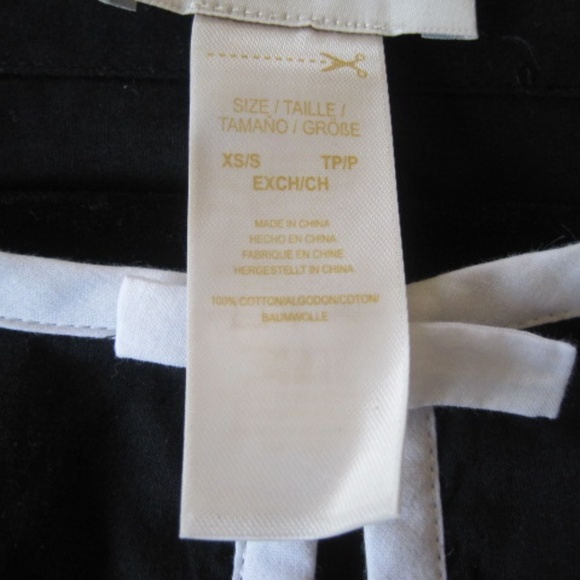 SIZE / TAILLE /
TAMAÑO / GRÖßE
XS/S TP/P
EXCH/CH
MADE IN CHINA
HECHO EN CHINA
FABRIQUE EN CHINE
HERGESTELLT IN CHINA
100% COTTON/ALGODON/COTON/
BAUMWOLLE